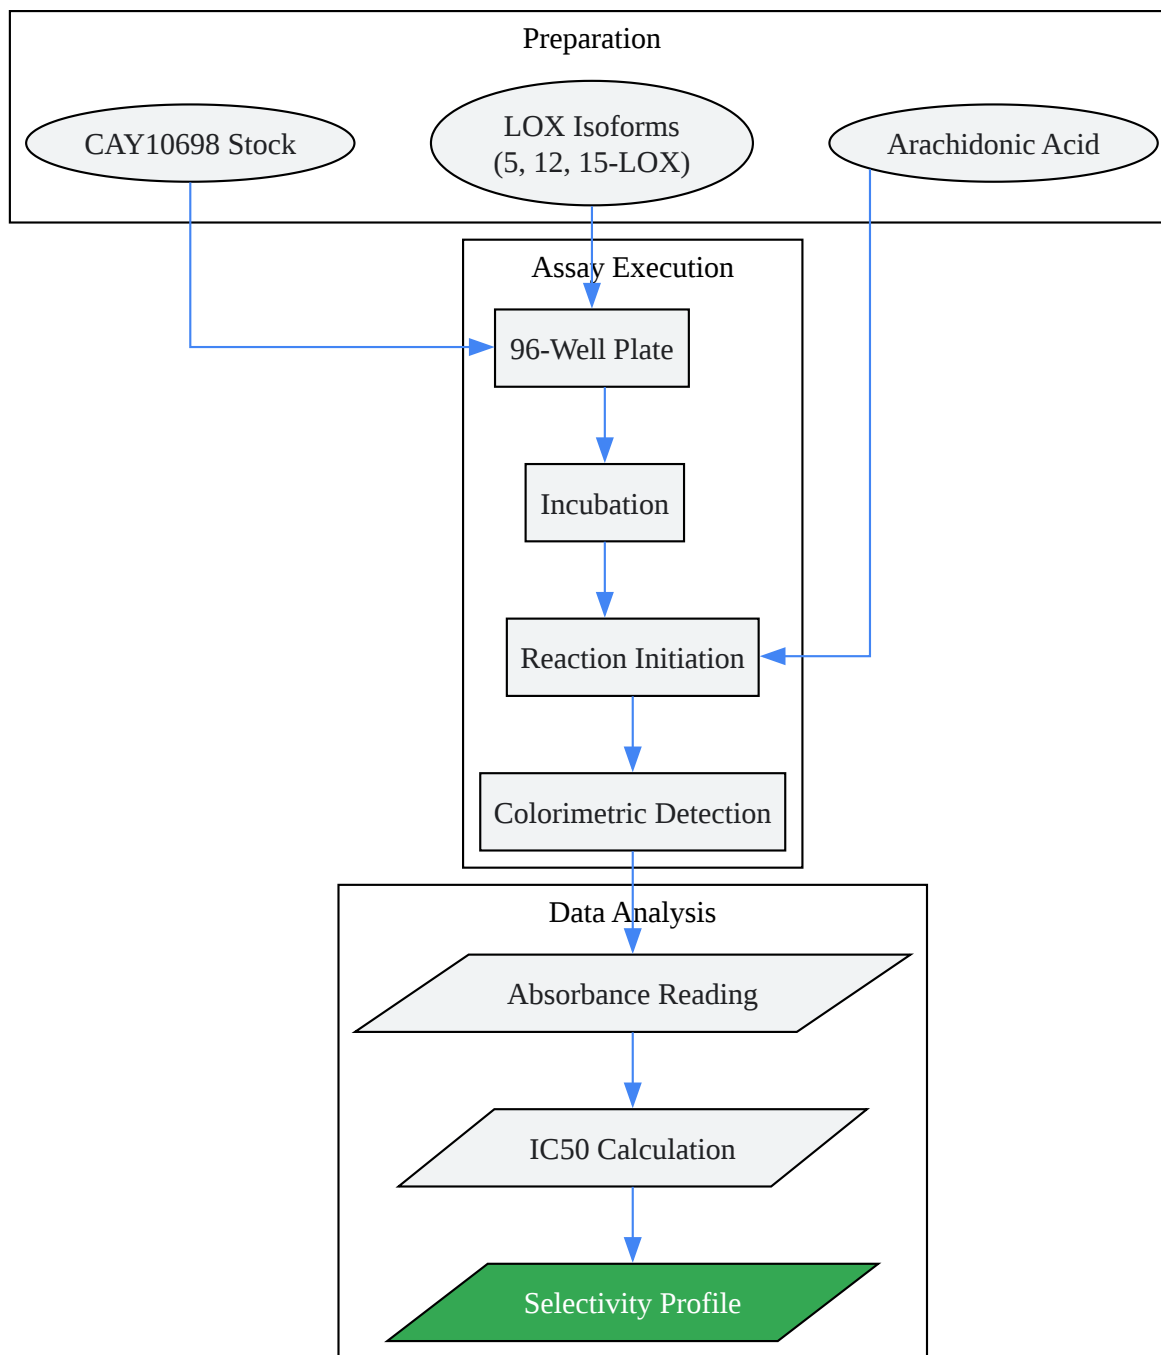 Preparation
CAY10698 Stock
LOX Isoforms
(5, 12, 15-LOX)
Arachidonic Acid
Assay Execution
96-Well Plate
Incubation
Reaction Initiation
Colorimetric Detection
Data Analysis
Absorbance Reading
IC50 Calculation
Selectivity Profile